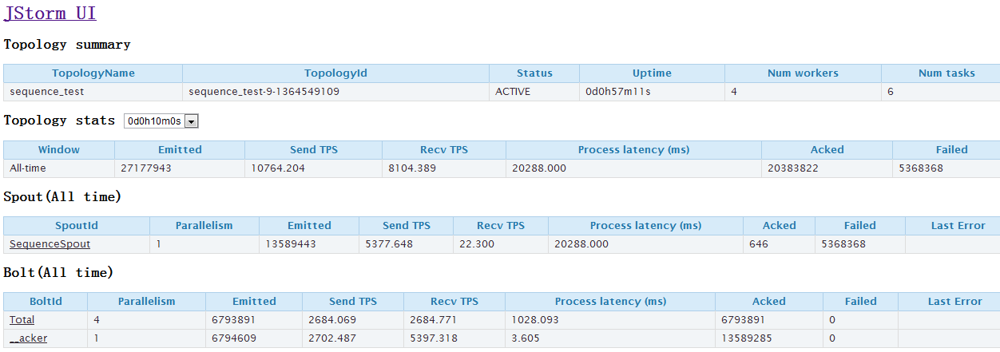 JStorm UI
Topology summary
TopologyName TopologyId Status Uptime Num workers Num tasks
sequence_test sequence_test-9-1364549109 ACTIVE 0d0h57m11s 4 6
Topology stats 0d0h10m0s
Window Emitted Send TPS Recv TPS Process latency (ms) Acked Failed
All-time 27177943 10764.204 8104.389 20288.000 20383822 5368368
Spout(All time)
SpoutId Parallelism Emitted Send TPS Recv TPS Process latency (ms) Acked Failed Last Error
SequenceSpout 1 13589443 5377.648 22.300 20288.000 646 5368368
Bolt(All time)
BoltId Parallelism Emitted Send TPS Recv TPS Process latency (ms) Acked Failed Last Error
Total 4 6793891 2684.069 2684.771 1028.093 6793891 0
__acker 1 6794609 2702.487 5397.318 3.605 13589285 0